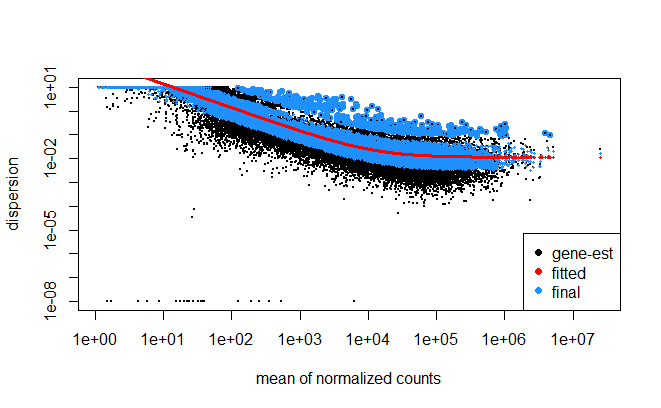 dispersion
1e+01
1e-02
1e-05
1e-08
gene-est
fitted
final
1e+00 1e+01 1e+02 1e+03 1e+04 1e+05 1e+06 1e+07
mean of normalized counts